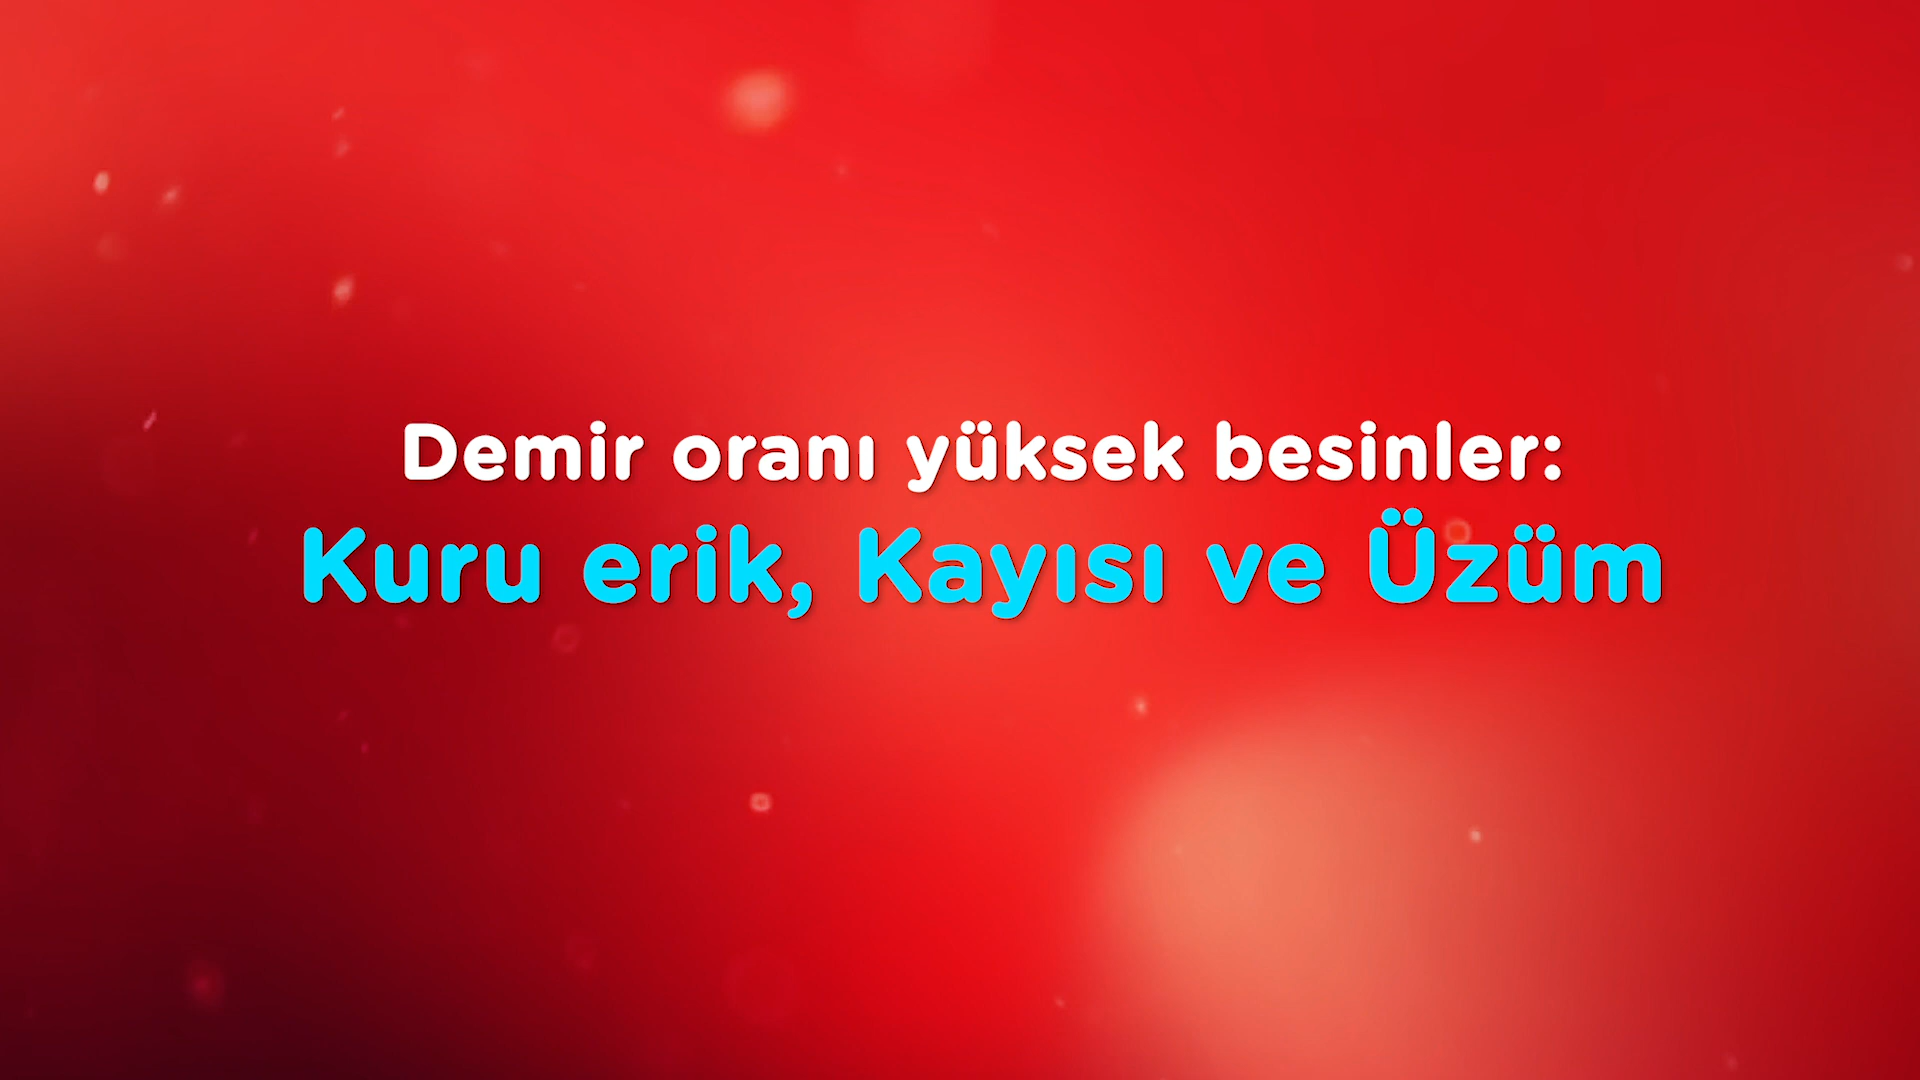 Demir oranı yüksek besinler:
Kuru erik, Kayısı ve Üzüm